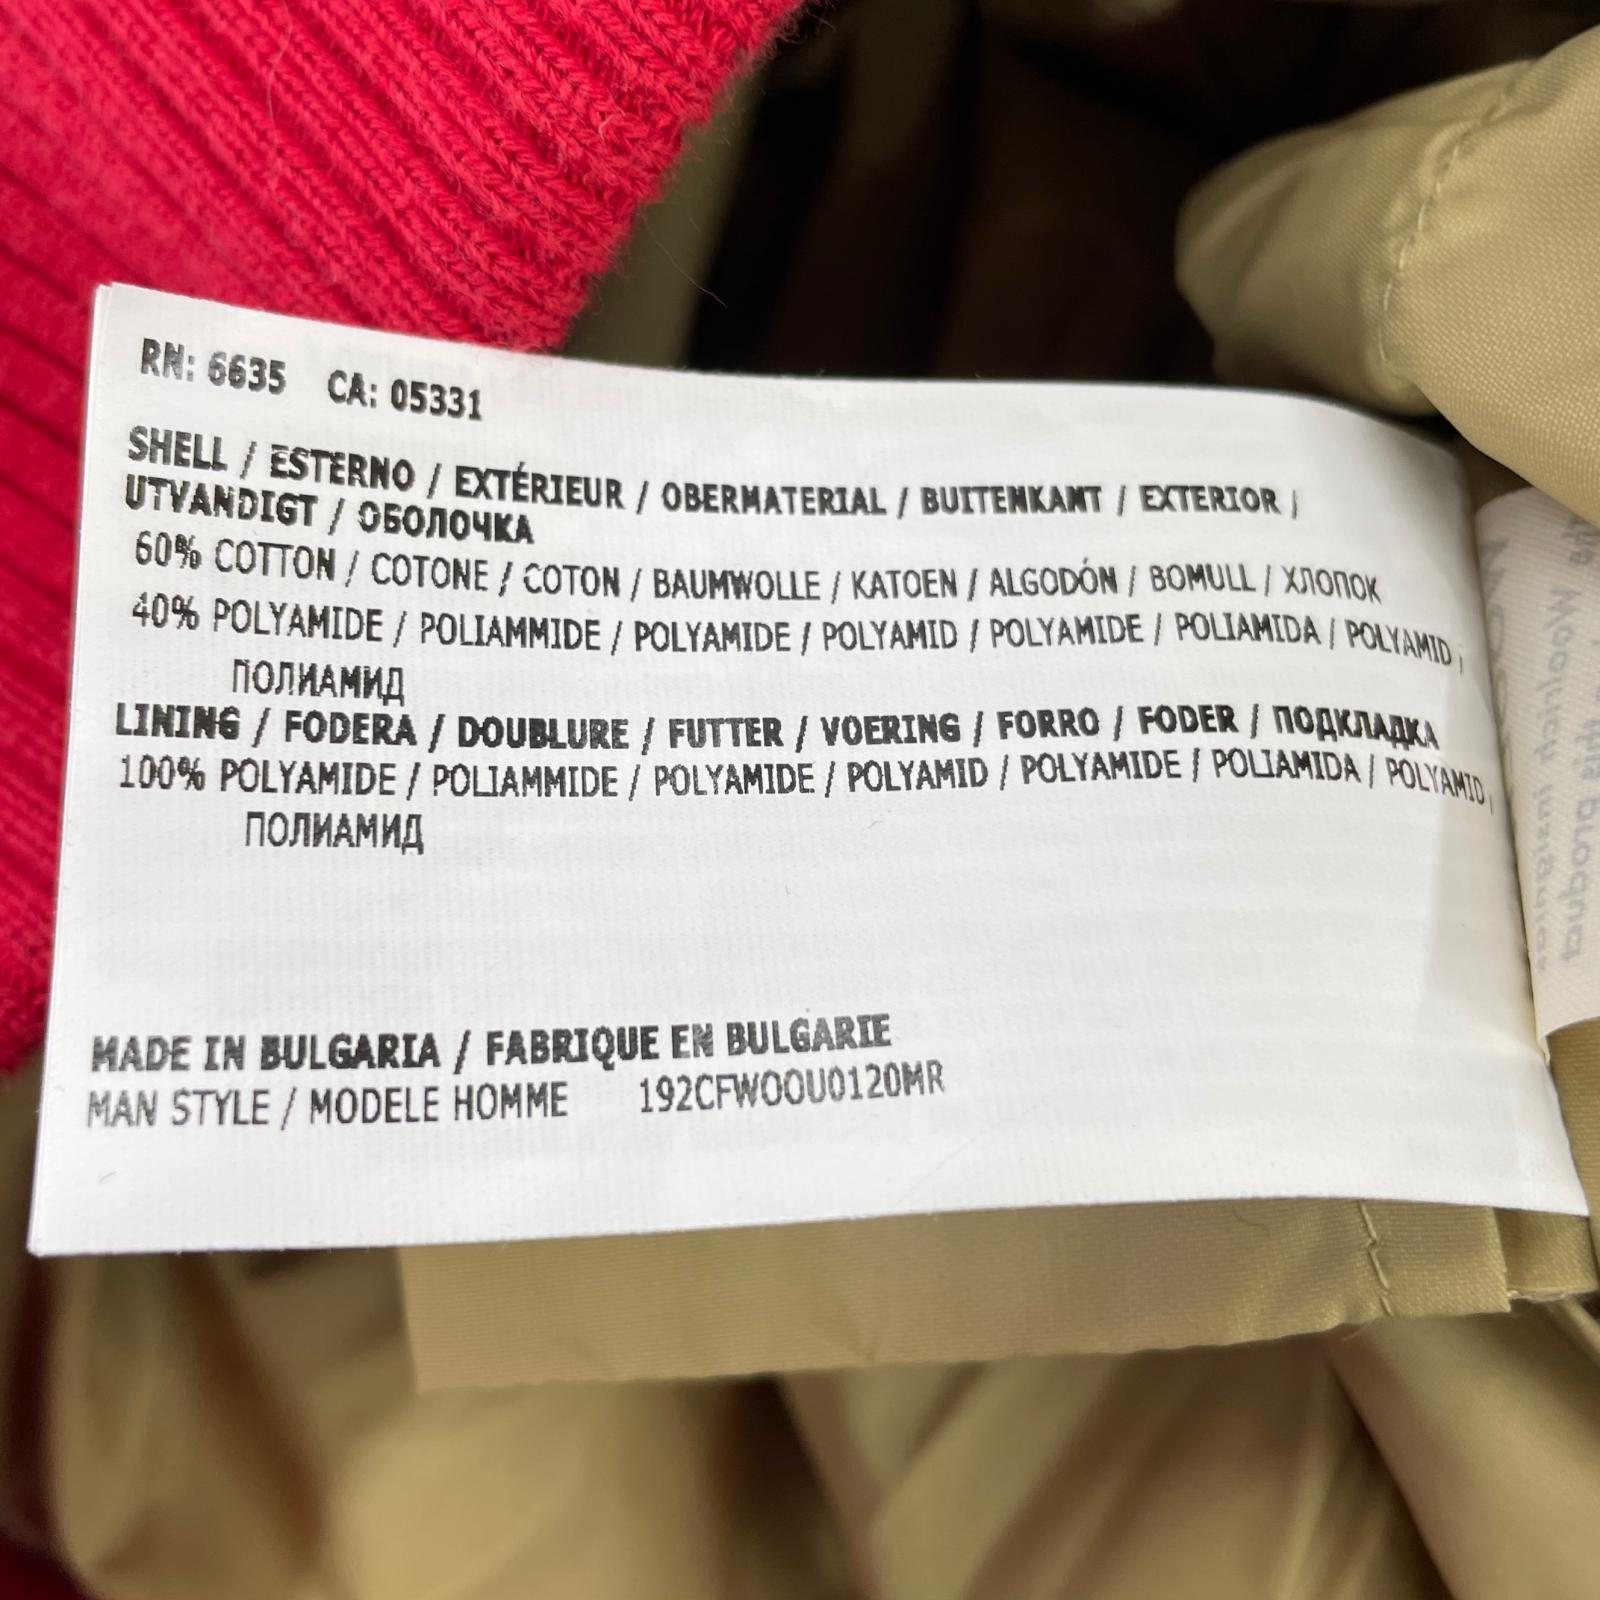 RN: 6635 CA: 05331
SHELL / ESTERNO / EXTÉRIEUR / OBERMATERIAL / BUITENKANT / EXTERIOR /
UTVANDIGT / ОБОЛОЧКА
60% COTTON / COTONE / COTON / BAUMWOLLE / KATOEN / ALGODÓN / BOMULL / ХЛОПОК
40% POLYAMIDE / POLIAMMIDE / POLYAMIDE / POLYAMID / POLYAMIDE / POLIAMIDA / POLYAMID /
ПОЛИАМИД
LINING / FODERA / DOUBLURE / FUTTER / VOERING / FORRO / FODER / ПОДКЛАДКА
100% POLYAMIDE / POLIAMMIDE / POLYAMIDE / POLYAMID / POLYAMIDE / POLIAMIDA / POLYAMID /
ПОЛИАМИД
MADE IN BULGARIA / FABRIQUE EN BULGARIE
MAN STYLE / MODELE HOMME 192CFWOOU0120MR